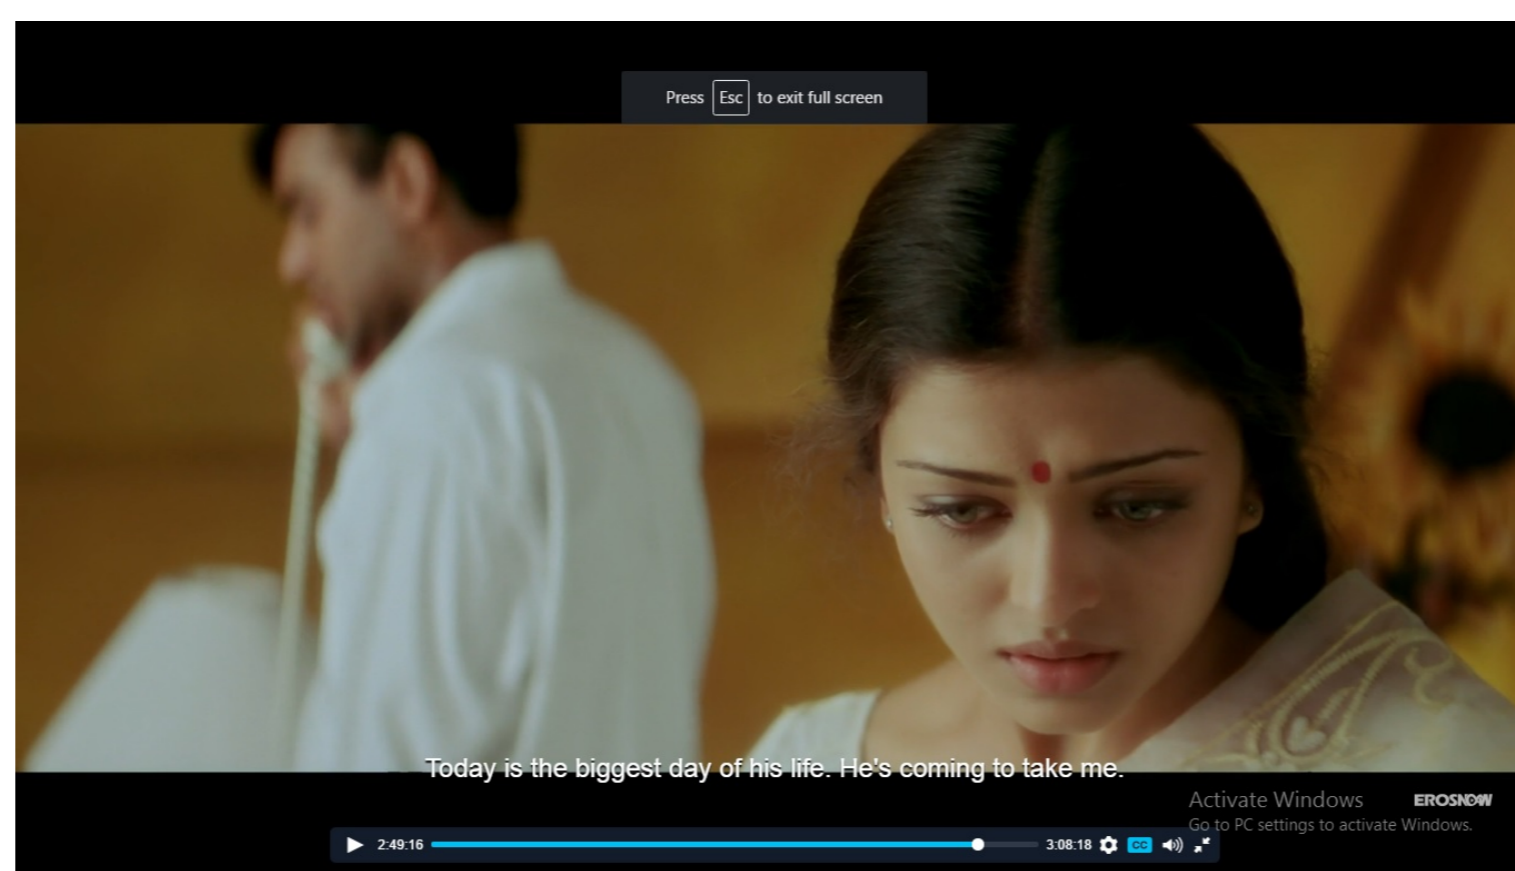 Press Esc to exit full screen
Today is the biggest day of his life. He's coming to take me.
Activate Windows
EROSNOW
Go to PC settings to activate Windows.
2:49:16
3:08:18
CC